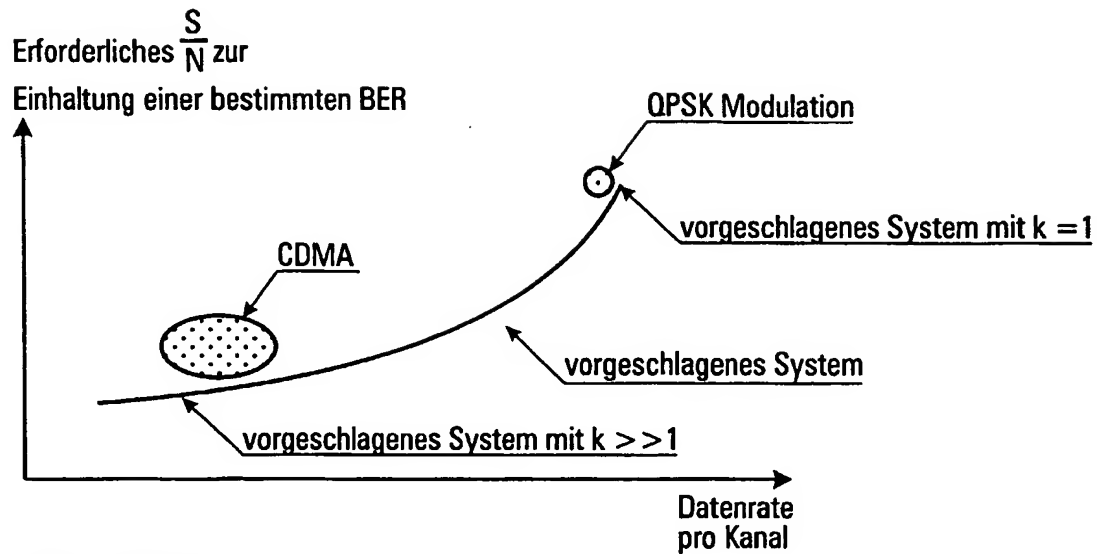 Erforderliches S/N zur
Einhaltung einer bestimmten BER
QPSK Modulation
vorgeschlagenes System mit k = 1
CDMA
vorgeschlagenes System
vorgeschlagenes System mit k >>1
Datenrate
pro Kanal